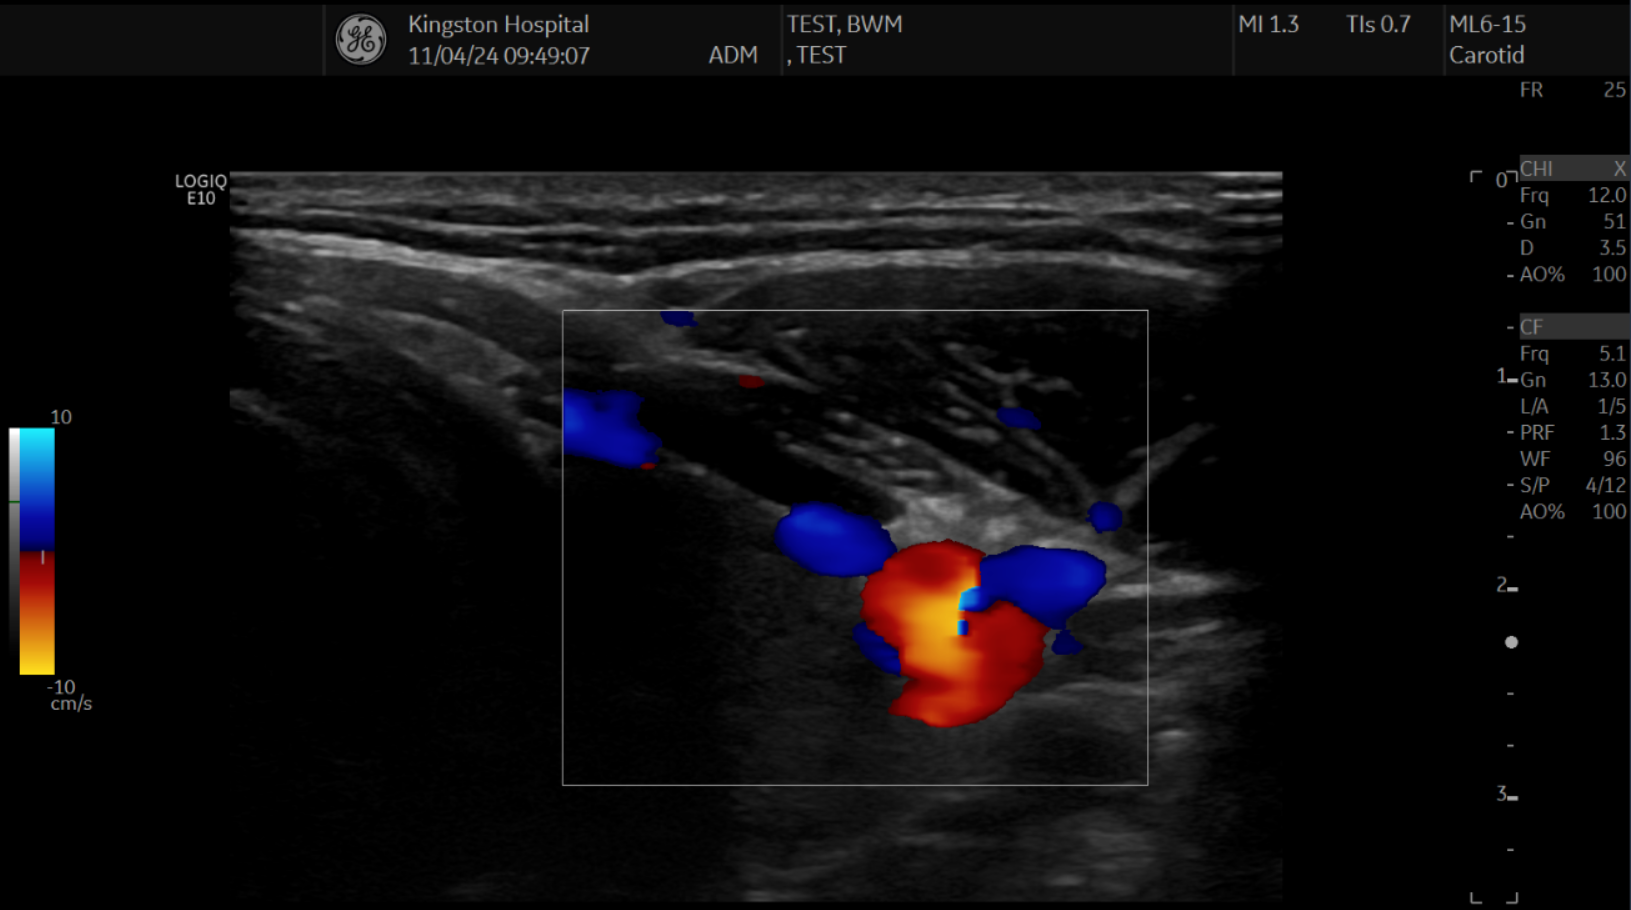 Kingston Hospital
11/04/24 09:49:07 ADM
TEST, BWM
, TEST
MI 1.3 TIs 0.7
ML6-15
Carotid
FR 25
LOGIQ
E10
CHI X
Frq 12.0
Gn 51
D 3.5
AO% 100
CF
Frq 5.1
Gn 13.0
L/A 1/5
PRF 1.3
WF 96
S/P 4/12
AO% 100
0
1
2
3
10
-10
cm/s